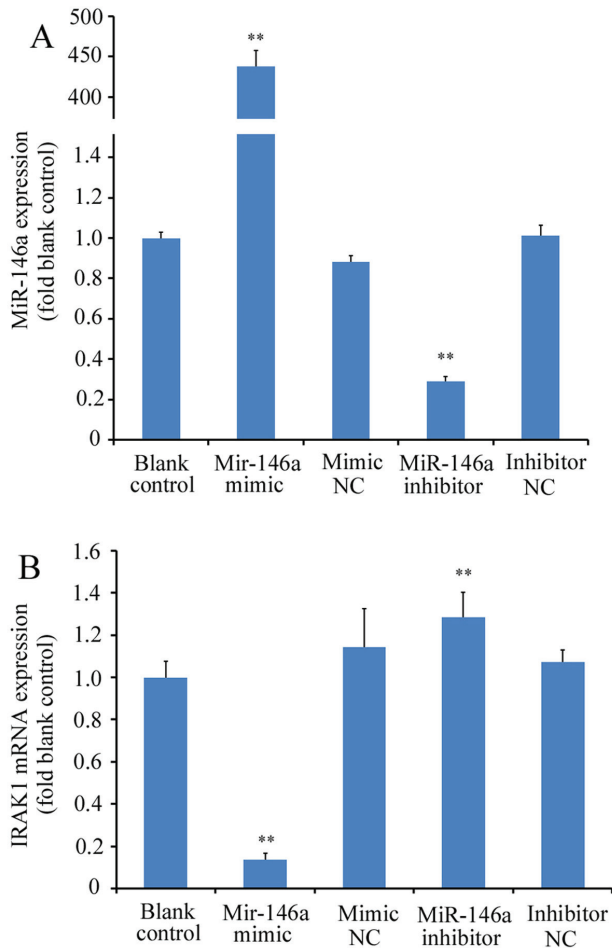 A
MiR-146a expression
(fold blank control)
500
450
400
1.4
1.2
1.0
0.8
0.6
0.4
0.2
0
**
**
Blank
control
Mir-146a
mimic
Mimic
NC
MiR-146a
inhibitor
Inhibitor
NC
B
IRAK1 mRNA expression
(fold blank control)
1.6
1.4
1.2
1.0
0.8
0.6
0.4
0.2
0
**
**
Blank
control
Mir-146a
mimic
Mimic
NC
MiR-146a
inhibitor
Inhibitor
NC